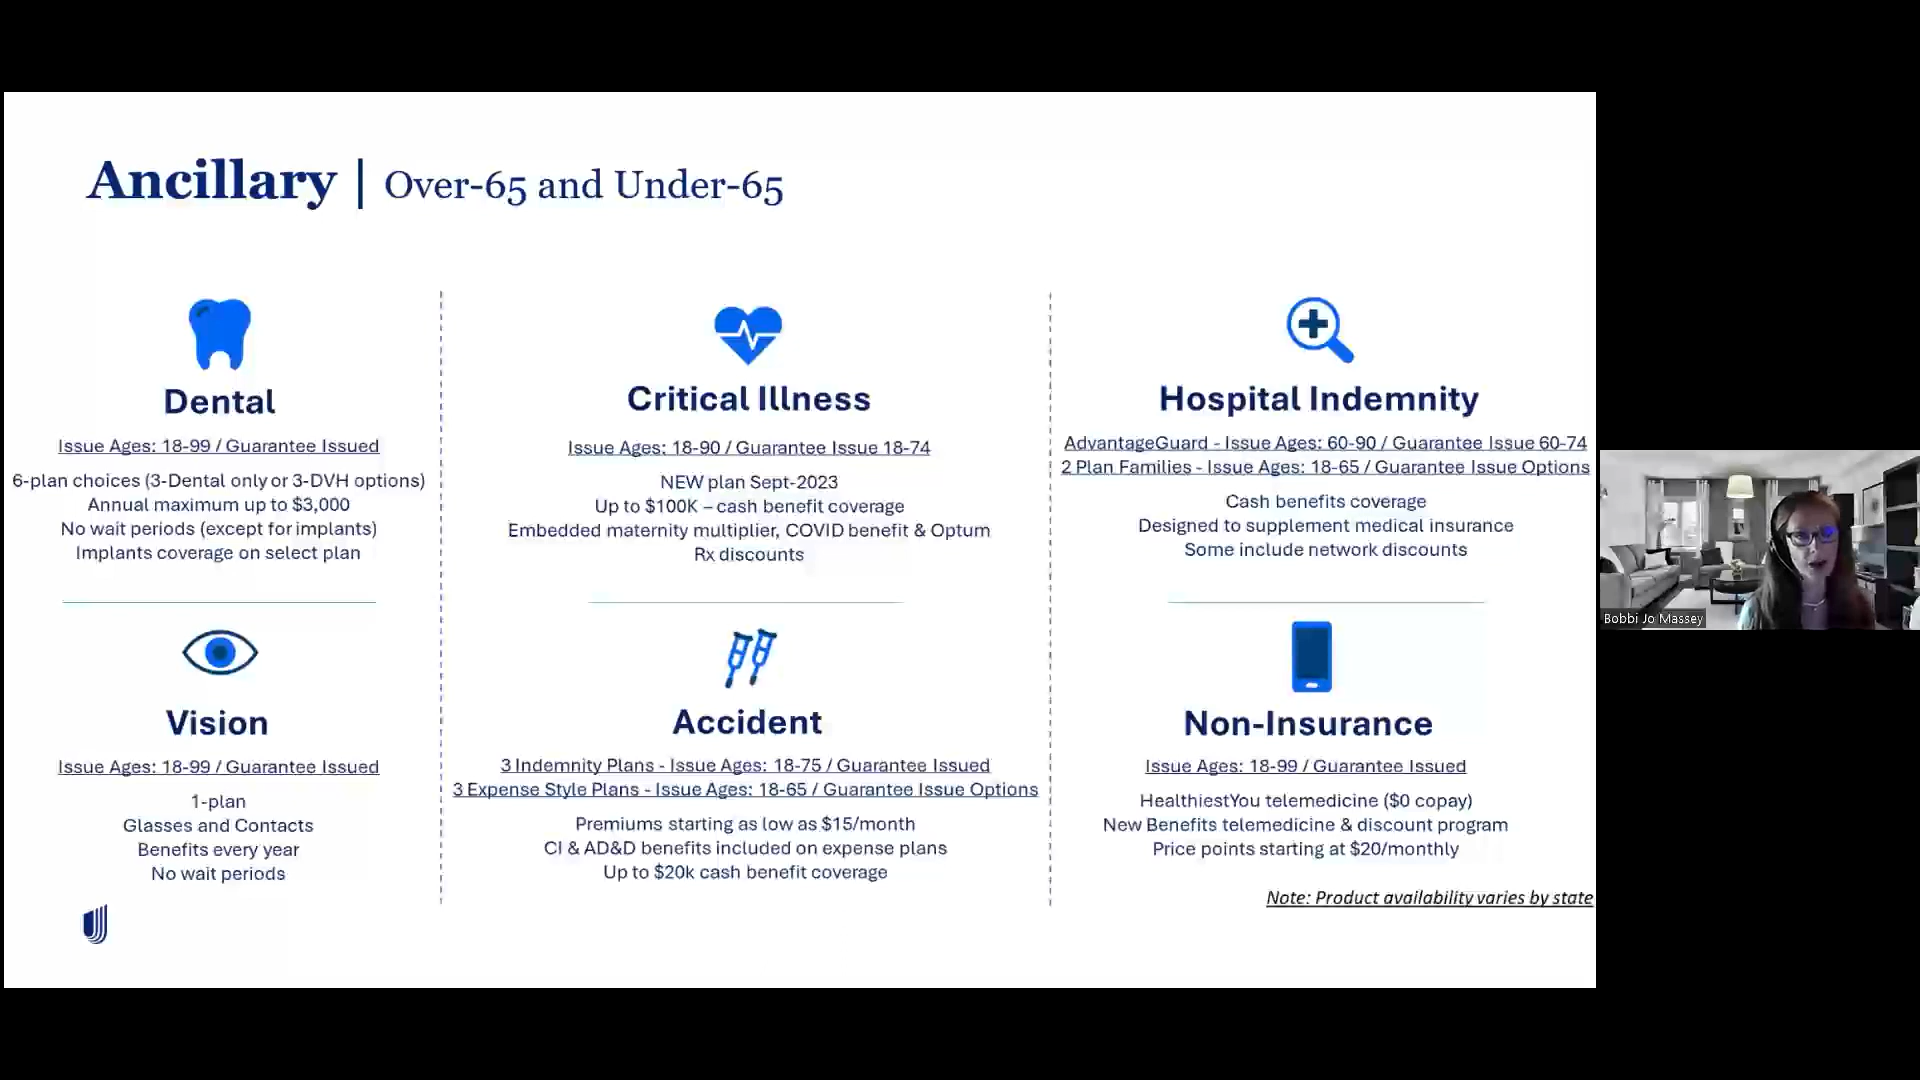 Ancillary | Over-65 and Under-65
Dental
Issue Ages: 18-99 / Guarantee Issued
6-plan choices (3-Dental only or 3-DVH options)
Annual maximum up to $3,000
No wait periods (except for implants)
Implants coverage on select plan
Critical Illness
Issue Ages: 18-90 / Guarantee Issue 18-74
NEW plan Sept-2023
Up to $100K – cash benefit coverage
Embedded maternity multiplier, COVID benefit & Optum
Rx discounts
Hospital Indemnity
AdvantageGuard - Issue Ages: 60-90 / Guarantee Issue 60-74
2 Plan Families - Issue Ages: 18-65 / Guarantee Issue Options
Cash benefits coverage
Designed to supplement medical insurance
Some include network discounts
Vision
Issue Ages: 18-99 / Guarantee Issued
1-plan
Glasses and Contacts
Benefits every year
No wait periods
Accident
3 Indemnity Plans - Issue Ages: 18-75 / Guarantee Issued
3 Expense Style Plans - Issue Ages: 18-65 / Guarantee Issue Options
Premiums starting as low as $15/month
CI & AD&D benefits included on expense plans
Up to $20k cash benefit coverage
Non-Insurance
Issue Ages: 18-99 / Guarantee Issued
HealthiestYou telemedicine ($0 copay)
New Benefits telemedicine & discount program
Price points starting at $20/monthly
Note: Product availability varies by state
Bobbi Jo Massey